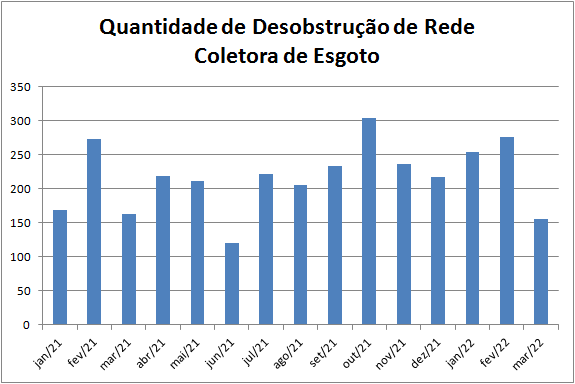 Quantidade de Desobstrução de Rede
Coletora de Esgoto
350
300
250
200
150
100
50
0
jan/21
fev/21
mar/21
abr/21
mai/21
jun/21
jul/21
ago/21
set/21
out/21
nov/21
dez/21
jan/22
fev/22
mar/22